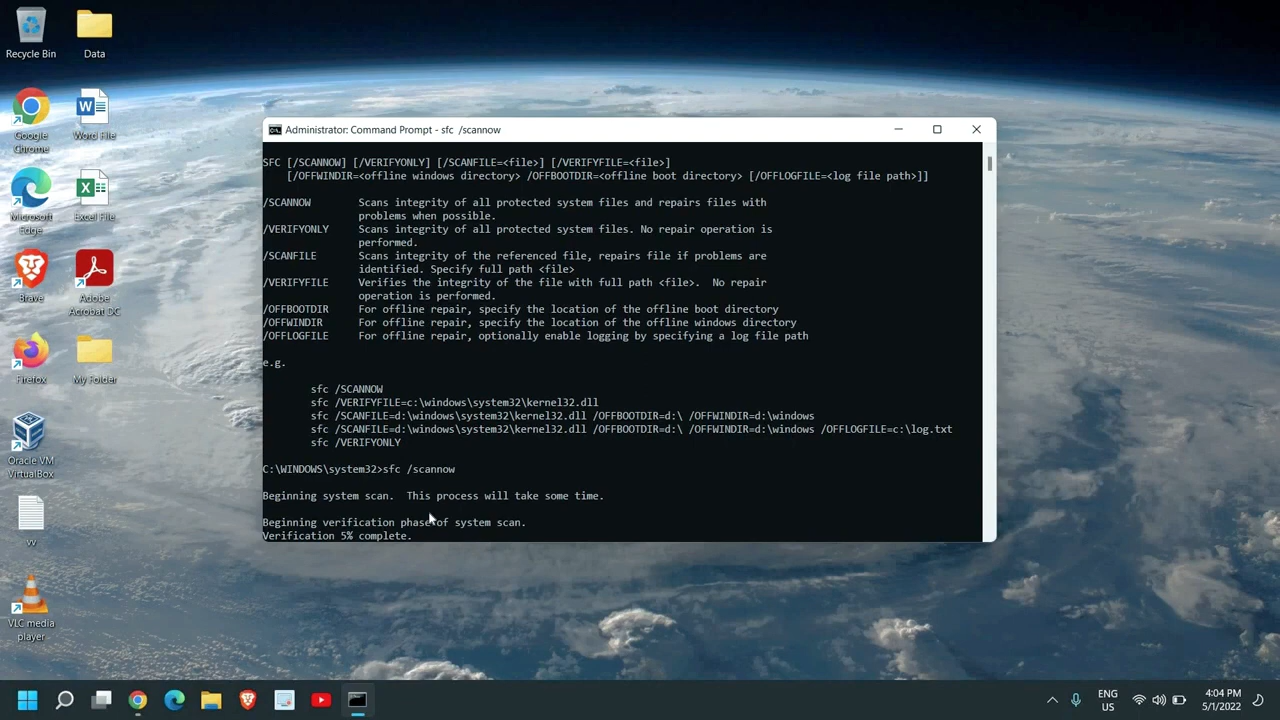 Recycle Bin
Data
Google
Chrome
Word File
Microsoft
Edge
Excel File
Brave
Adobe
Acrobat DC
Firefox
My Folder
Oracle VM
VirtualBox
vv
VLC media
player
Administrator: Command Prompt - sfc  /scannow
SFC [/SCANNOW] [/VERIFYONLY] [/SCANFILE=<file>] [/VERIFYFILE=<file>]
[/OFFWINDIR=<offline windows directory> /OFFBOOTDIR=<offline boot directory> [/OFFLOGFILE=<log file path>]]
/SCANNOW Scans integrity of all protected system files and repairs files with
problems when possible.
/VERIFYONLY Scans integrity of all protected system files. No repair operation is
performed.
/SCANFILE Scans integrity of the referenced file, repairs file if problems are
identified. Specify full path <file>
/VERIFYFILE Verifies the integrity of the file with full path <file>.  No repair
operation is performed.
/OFFBOOTDIR For offline repair, specify the location of the offline boot directory
/OFFWINDIR For offline repair, specify the location of the offline windows directory
/OFFLOGFILE For offline repair, optionally enable logging by specifying a log file path
e.g.
sfc /SCANNOW
sfc /VERIFYFILE=c:\windows\system32\kernel32.dll
sfc /SCANFILE=d:\windows\system32\kernel32.dll /OFFBOOTDIR=d:\ /OFFWINDIR=d:\windows
sfc /SCANFILE=d:\windows\system32\kernel32.dll /OFFBOOTDIR=d:\ /OFFWINDIR=d:\windows /OFFLOGFILE=c:\log.txt
sfc /VERIFYONLY
C:\WINDOWS\system32>sfc /scannow
Beginning system scan.  This process will take some time.
Beginning verification phase of system scan.
Verification 5% complete.
ENG
US
4:04 PM
5/1/2022